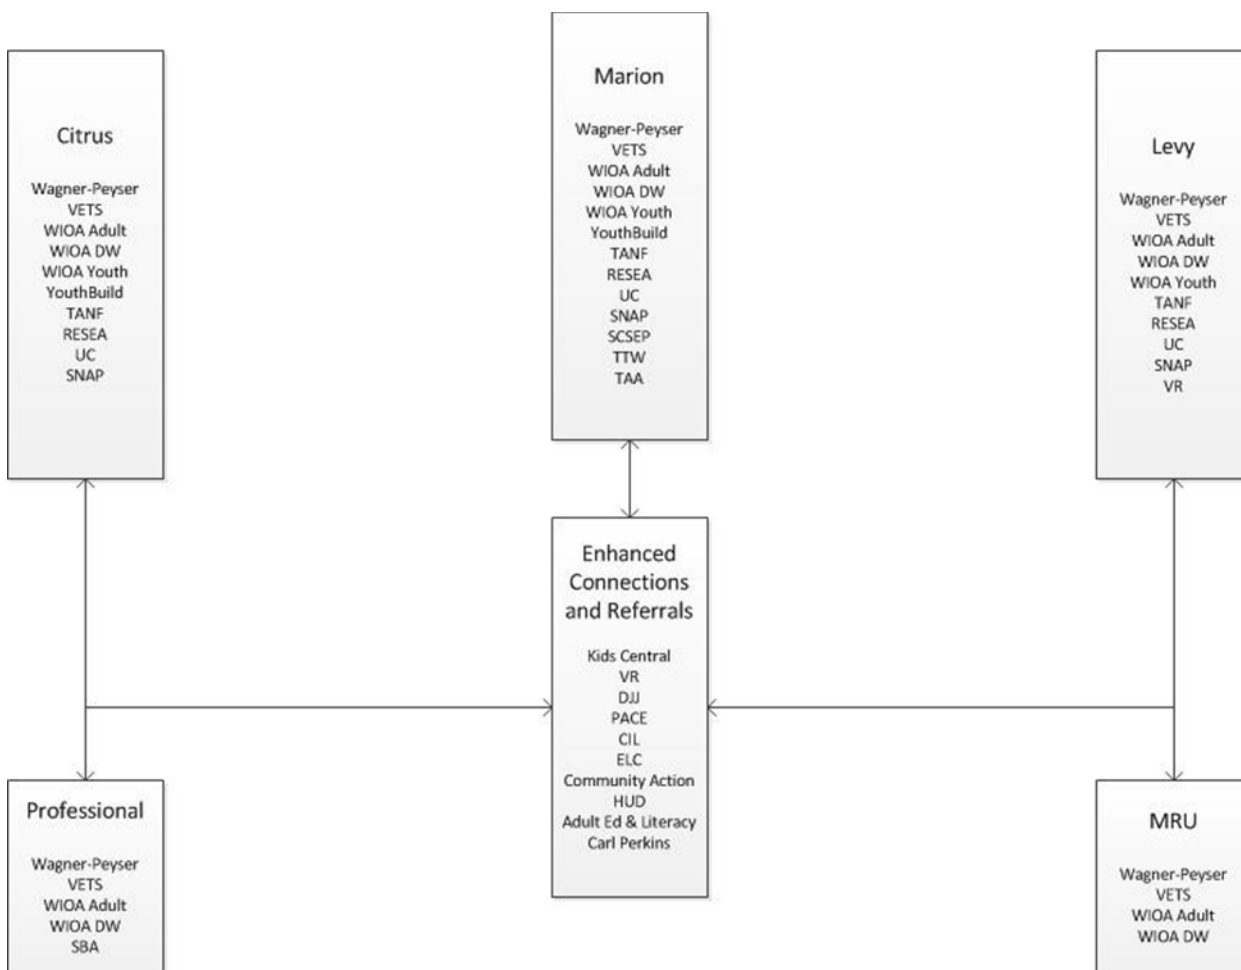 Citrus
Wagner-Peyser
VETS
WIOA Adult
WIOA DW
WIOA Youth
YouthBuild
TANF
RESEA
UC
SNAP
Marion
Wagner-Peyser
VETS
WIOA Adult
WIOA DW
WIOA Youth
YouthBuild
TANF
RESEA
UC
SNAP
SCSEP
TTW
TAA
Levy
Wagner-Peyser
VETS
WIOA Adult
WIOA DW
WIOA Youth
TANF
RESEA
UC
SNAP
VR
Enhanced
Connections
and Referrals
Kids Central
VR
DJJ
PACE
CIL
ELC
Community Action
HUD
Adult Ed & Literacy
Carl Perkins
Professional
Wagner-Peyser
VETS
WIOA Adult
WIOA DW
SBA
MRU
Wagner-Peyser
VETS
WIOA Adult
WIOA DW